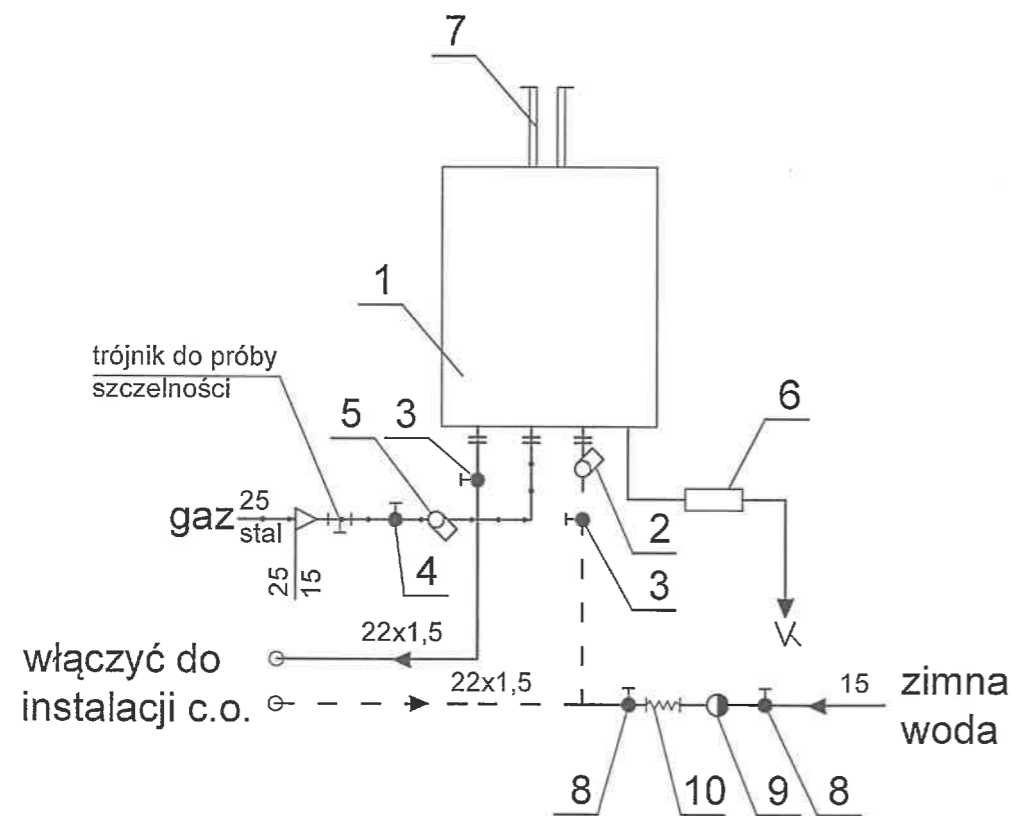 7
1
trójnik do próby
szczelności
5
3
6
gaz
25
stal
25
15
4
2
3
22x1,5
włączyć do
instalacji c.o.
22x1,5
15
zimna
woda
8
10
9
8